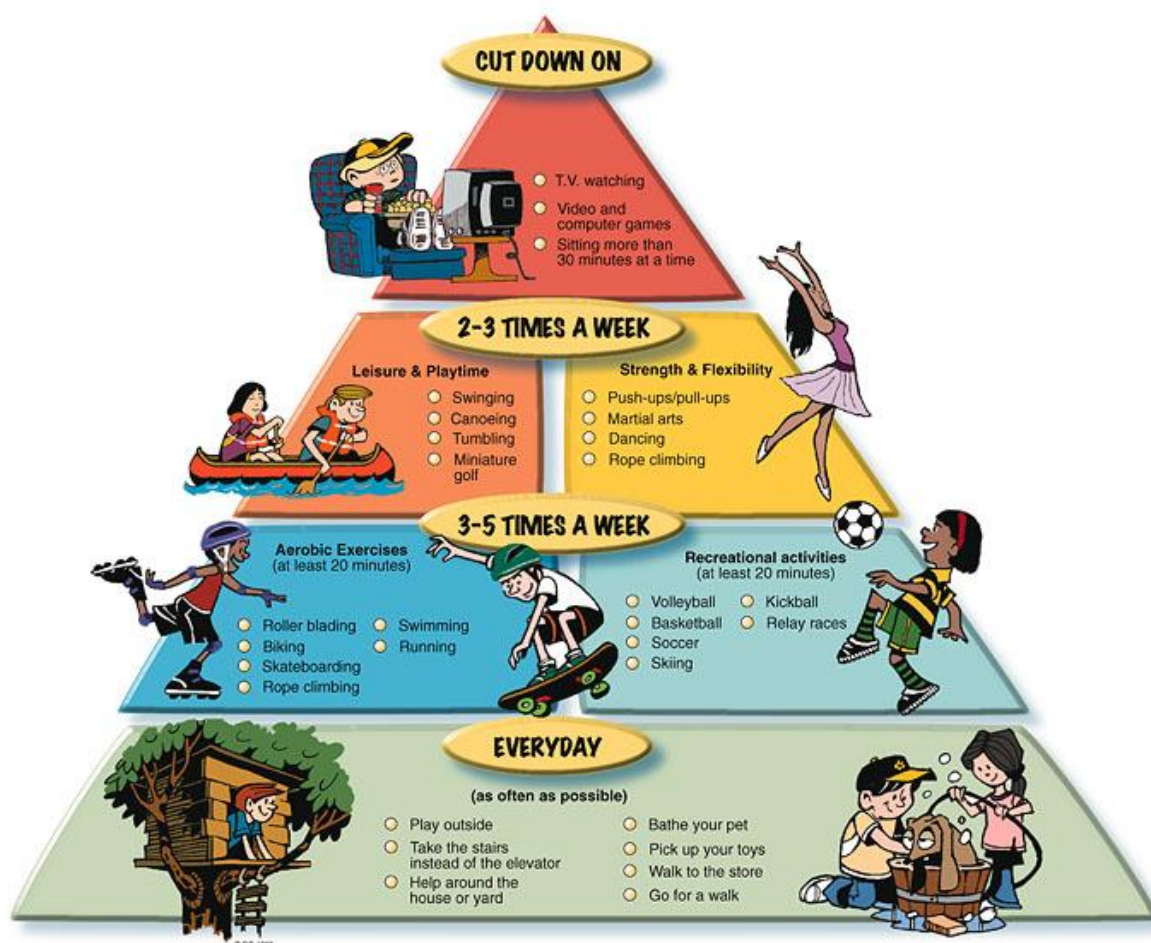 CUT DOWN ON
T.V. watching
Video and
computer games
Sitting more than
30 minutes at a time
2-3 TIMES A WEEK
Leisure & Playtime
Swinging
Canoeing
Tumbling
Miniature
golf
Strength & Flexibility
Push-ups/pull-ups
Martial arts
Dancing
Rope climbing
3-5 TIMES A WEEK
Aerobic Exercises
(at least 20 minutes)
Roller blading
Biking
Skateboarding
Rope climbing
Swimming
Running
Recreational activities
(at least 20 minutes)
Volleyball
Basketball
Soccer
Skiing
Kickball
Relay races
EVERYDAY
(as often as possible)
Play outside
Take the stairs
instead of the elevator
Help around the
house or yard
Bathe your pet
Pick up your toys
Walk to the store
Go for a walk